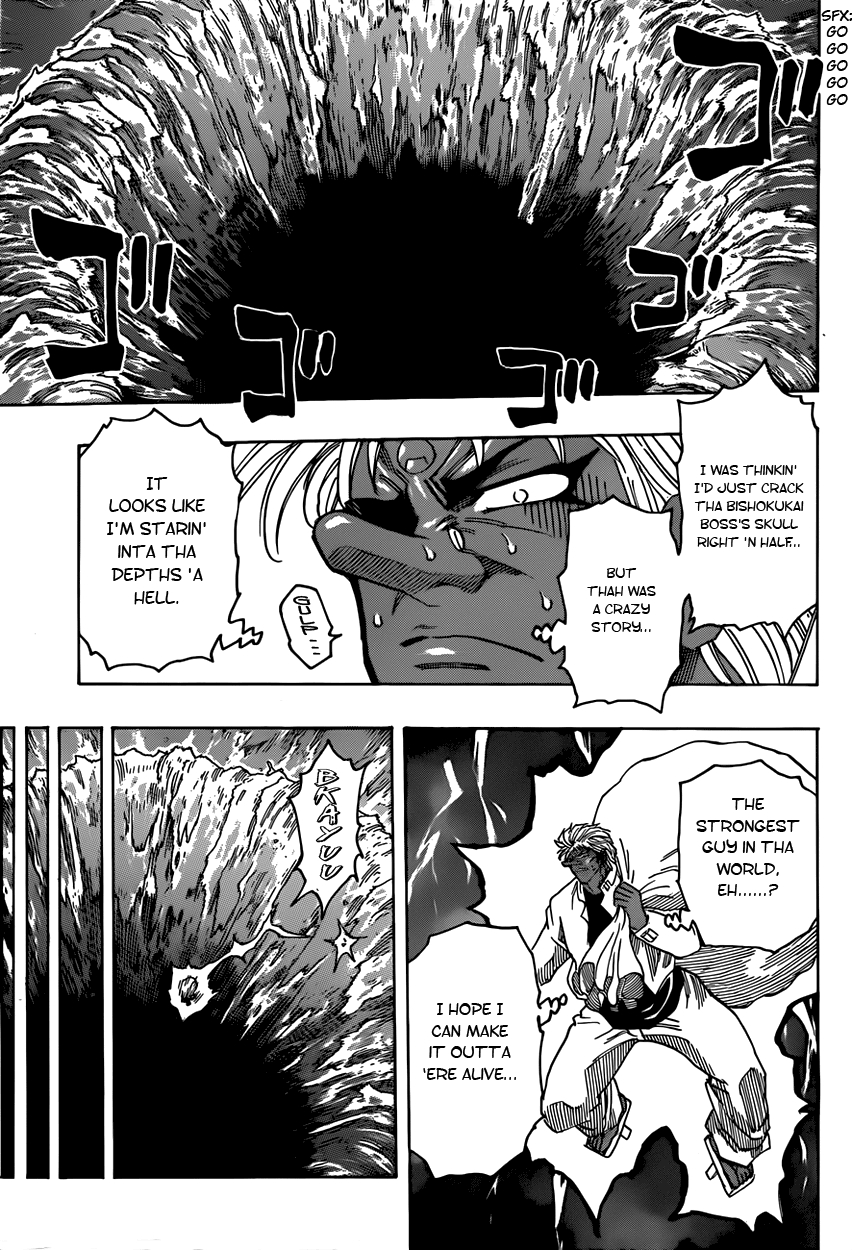 SFX:
GO
GO
GO
GO
GO
ゴ
ゴ
ゴ
ゴ
ゴ
I WAS THINKIN'
I'D JUST CRACK
THA BISHOKUKAI
BOSS'S SKULL
RIGHT 'N HALF...
BUT
THAH WAS
A CRAZY
STORY...
GULP...
IT
LOOKS LIKE
I'M STARIN'
INTA THA
DEPTHS 'A
HELL.
THE
STRONGEST
GUY IN THA
WORLD,
EH......?
I HOPE I
CAN MAKE
IT OUTTA
'ERE ALIVE...
BKAYUU